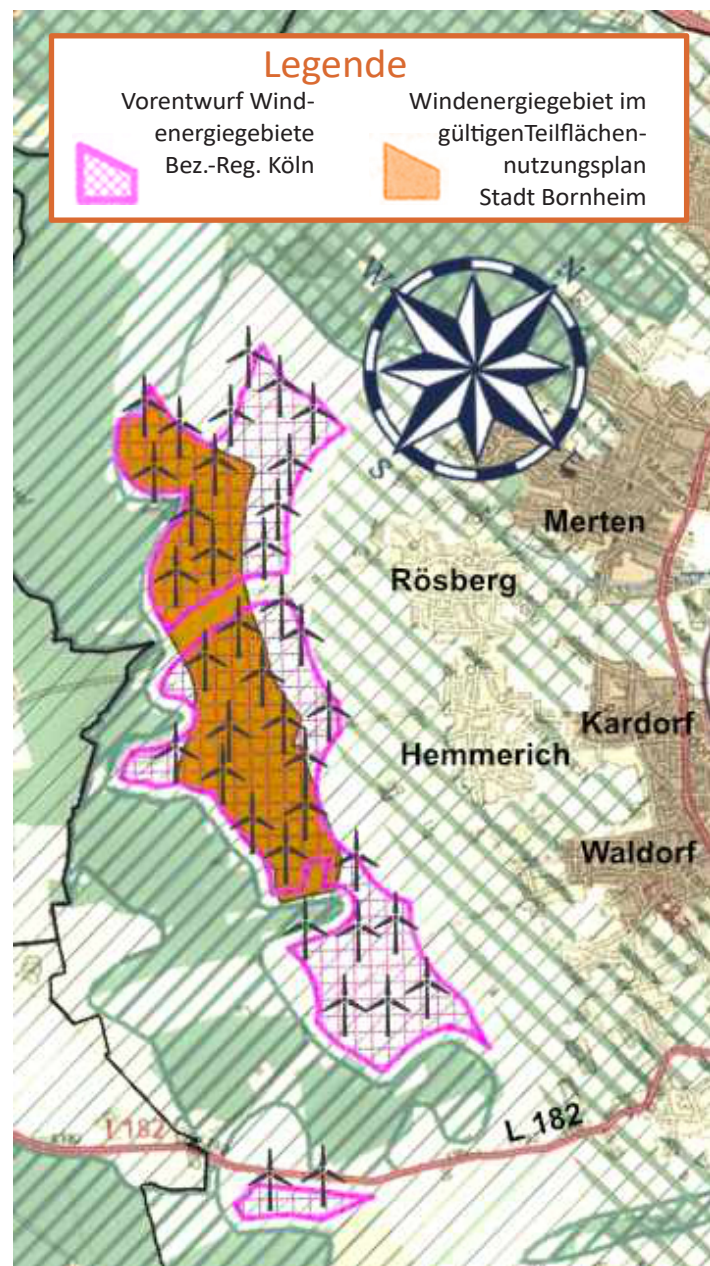 Legende
Vorentwurf Wind-
energiegebiete
Bez.-Reg. Köln
Windenergiegebiet im
gültigenTeilflächen-
nutzungsplan
Stadt Bornheim
W
N
S
Merten
Rösberg
Kardorf
Hemmerich
Waldorf
L 182
L 182